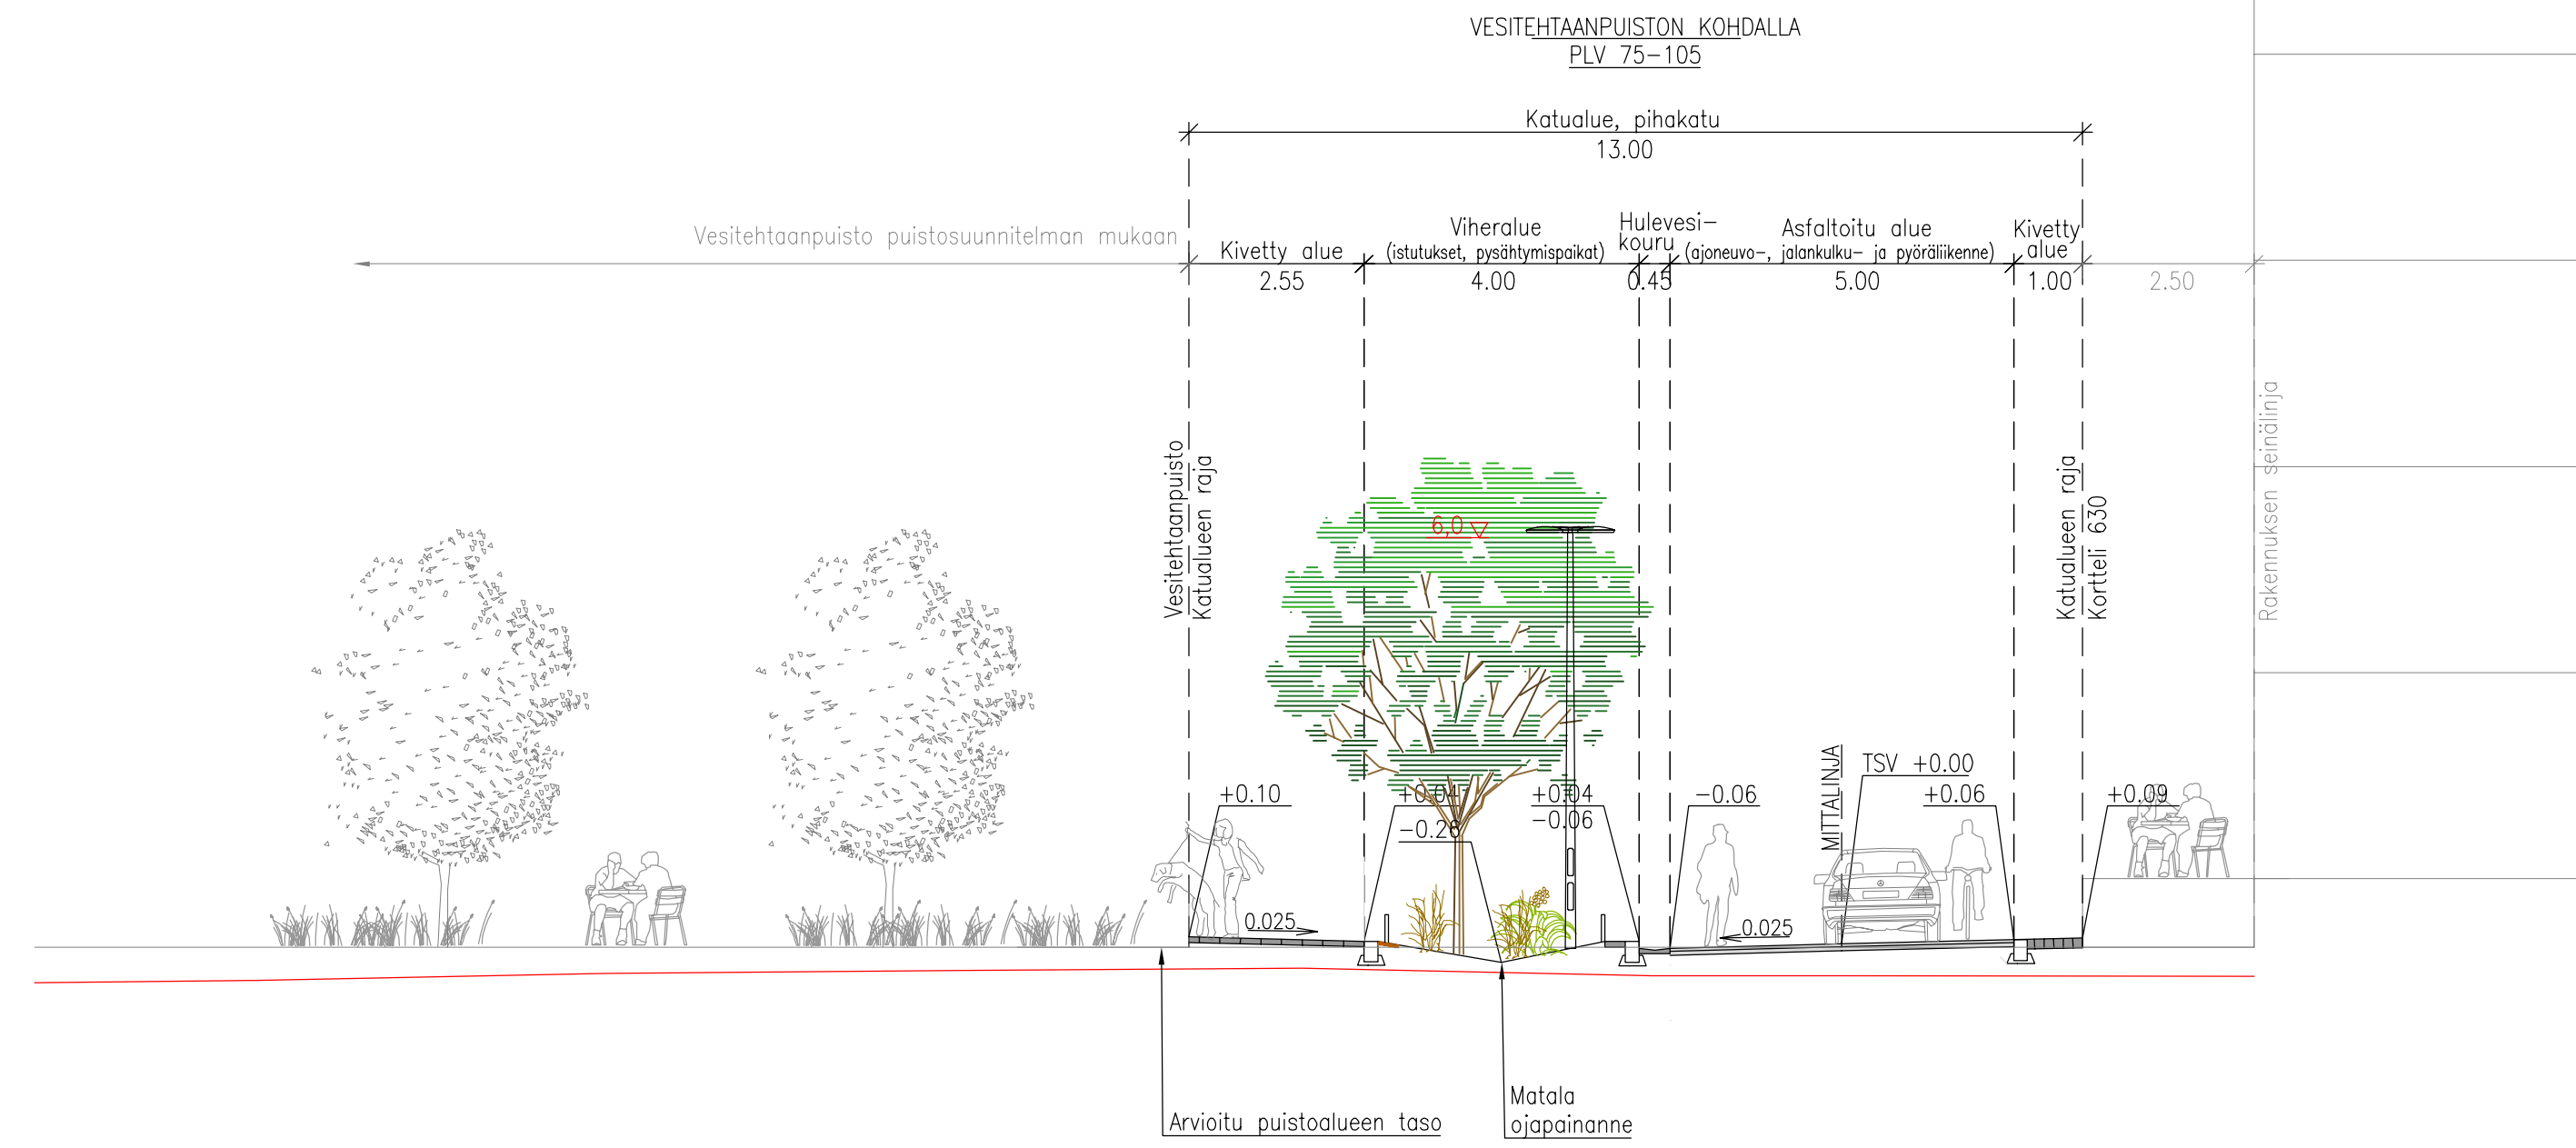 VESITEHTAANPUISTON KOHDALLA
PLV 75-105
Katualue, pihakatu
13.00
Vesitehtaanpuisto puistosuunnitelman mukaan
Kivetty alue
2.55
Viheralue
(istutukset, pysähtymispaikat)
4.00
Hulevesi-
kouru
0.45
Asfaltoitu alue
(ajoneuvo-, jalankulku- ja pyöräliikenne)
5.00
Kivetty
alue
1.00
2.50
Vesitehtaanpuisto
Katualueen raja
Katualueen raja
Kortteli 630
Rakennuksen seinälinja
6,0
MITTALINJA
TSV +0.00
+0.10
+0.04
-0.26
+0.04
-0.06
-0.06
+0.06
+0.09
0.025
0.025
Arvioitu puistoalueen taso
Matala
ojapainanne